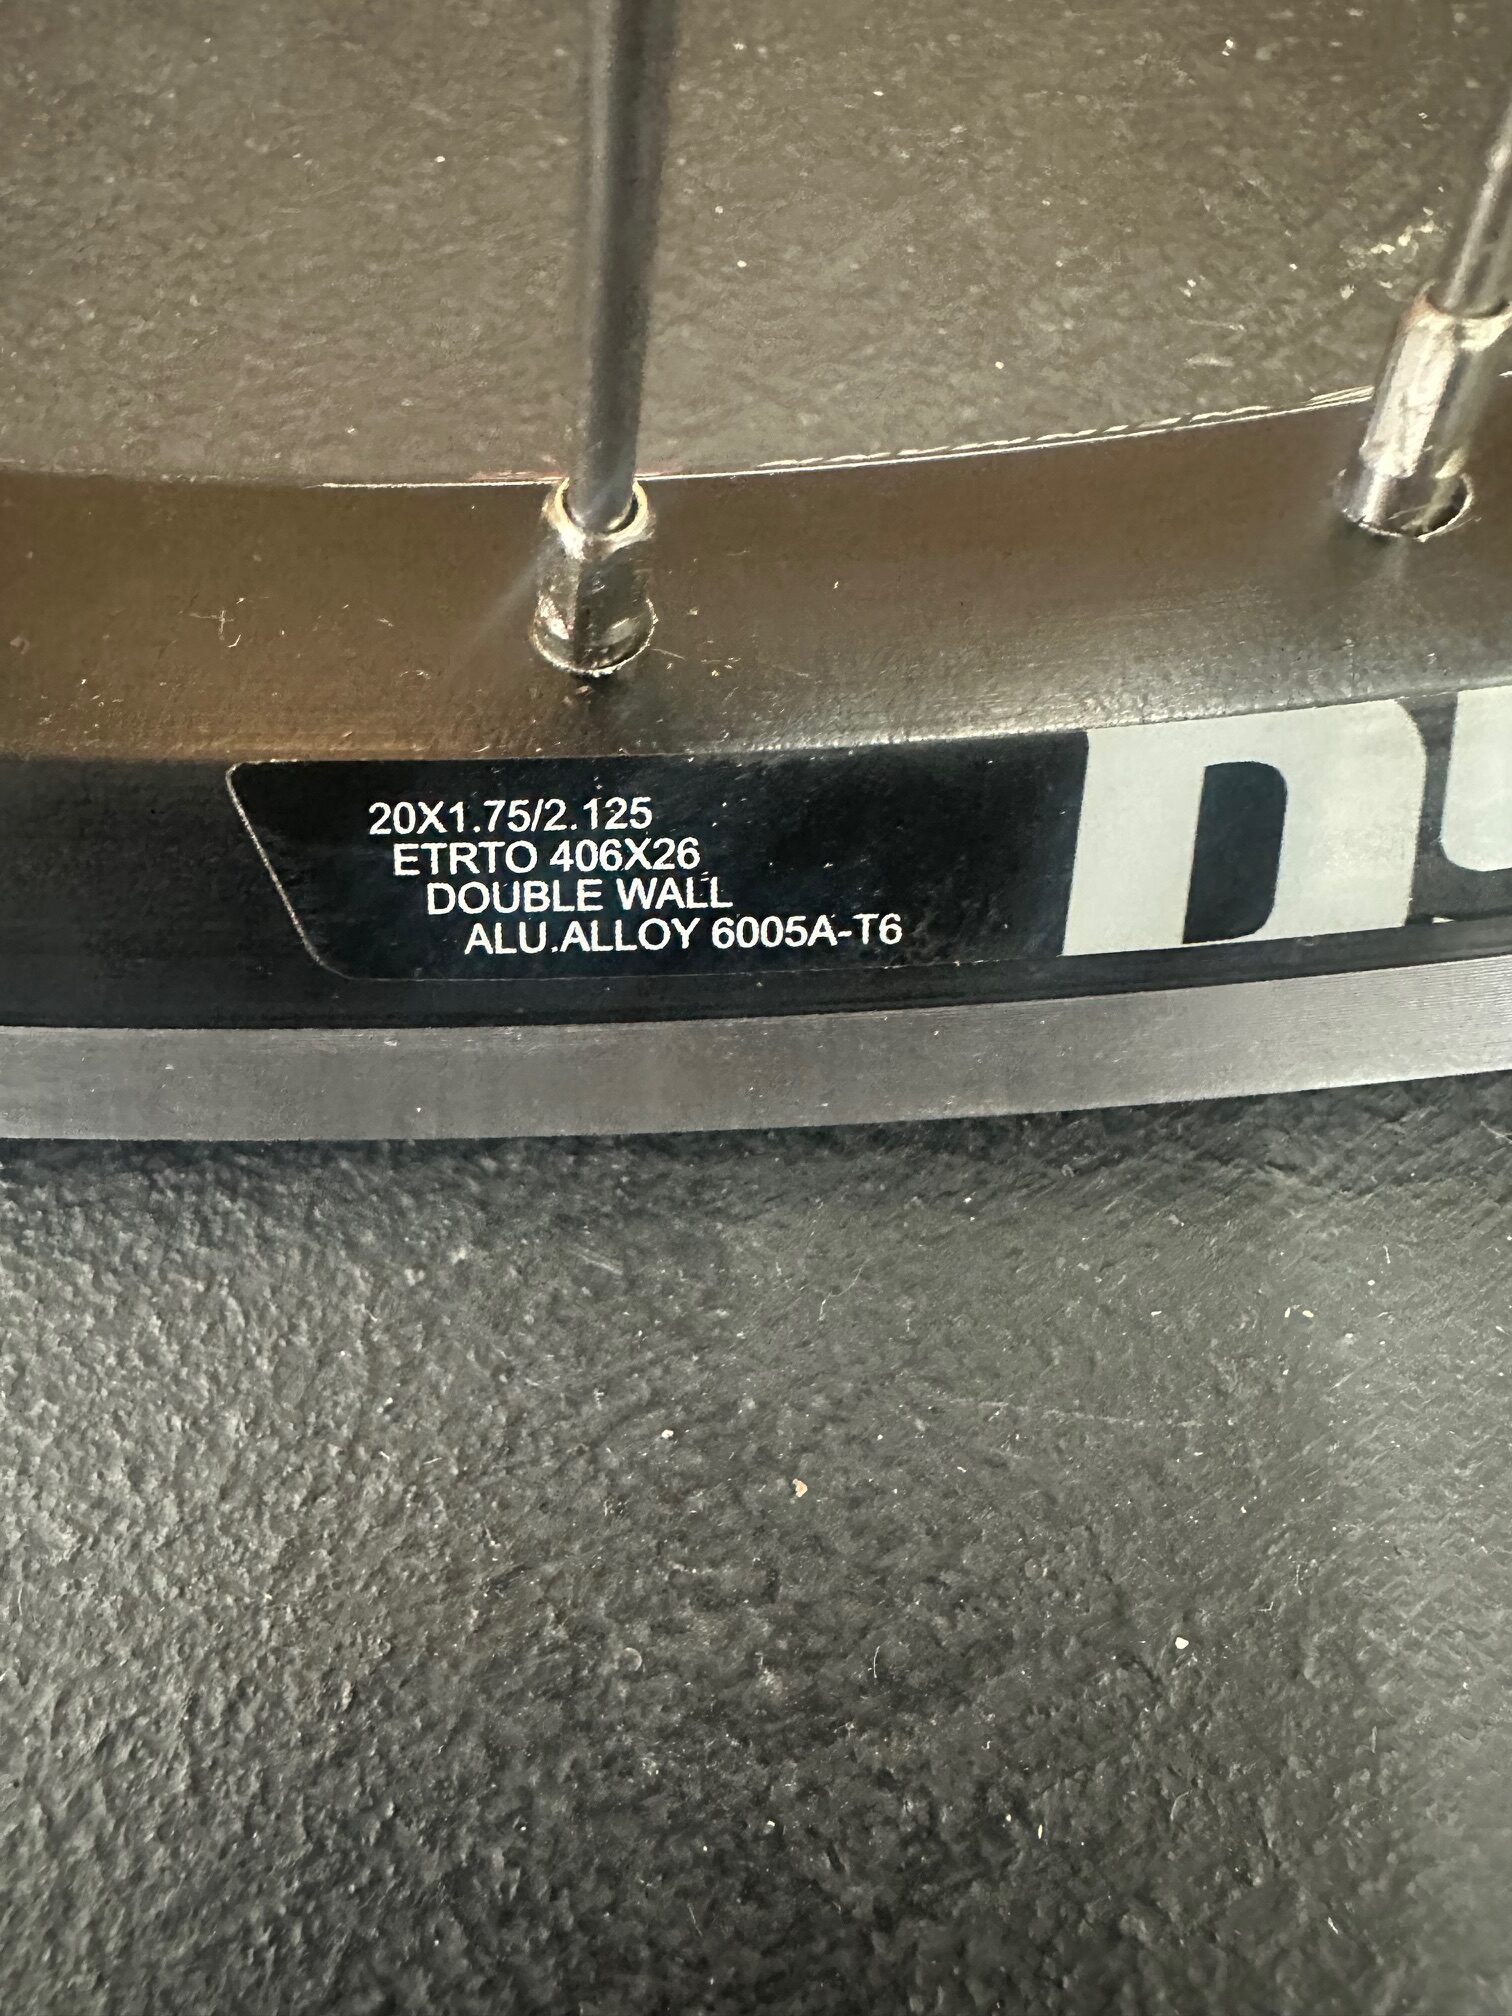 20X1.75/2.125
ETRTO 406X26
DOUBLE WALL
ALU.ALLOY 6005A-T6